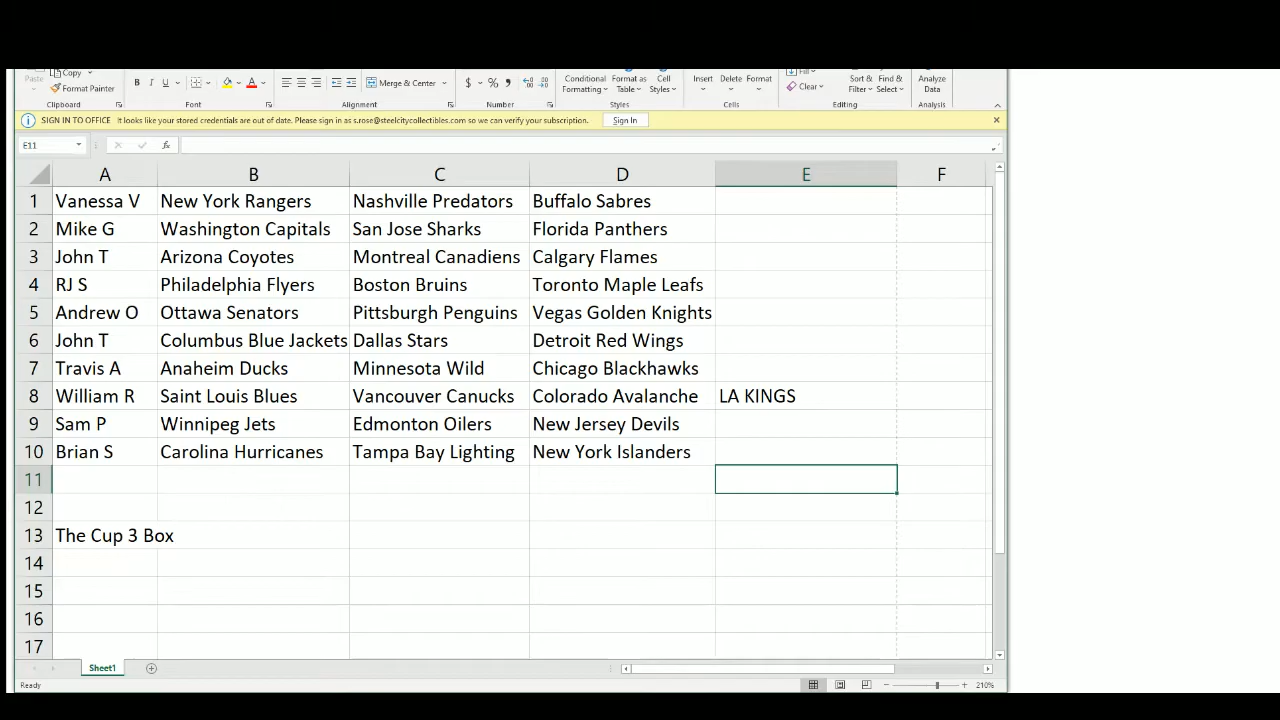 Paste Copy
Format Painter
B I U A
Merge & Center
$ % ,
Conditional Formatting Format as Table Cell Styles
Insert Delete Format
Fill
Clear
Sort & Filter Find & Select
Analyze Data
Clipboard Font Alignment Number Styles Cells Editing Analysis
SIGN IN TO OFFICE It looks like your stored credentials are out of date. Please sign in as s.rose@steelcitycollectibles.com so we can verify your subscription. Sign In
E11 fx
A B C D E F
1 Vanessa V New York Rangers Nashville Predators Buffalo Sabres
2 Mike G Washington Capitals San Jose Sharks Florida Panthers
3 John T Arizona Coyotes Montreal Canadiens Calgary Flames
4 RJ S Philadelphia Flyers Boston Bruins Toronto Maple Leafs
5 Andrew O Ottawa Senators Pittsburgh Penguins Vegas Golden Knights
6 John T Columbus Blue Jackets Dallas Stars Detroit Red Wings
7 Travis A Anaheim Ducks Minnesota Wild Chicago Blackhawks
8 William R Saint Louis Blues Vancouver Canucks Colorado Avalanche LA KINGS
9 Sam P Winnipeg Jets Edmonton Oilers New Jersey Devils
10 Brian S Carolina Hurricanes Tampa Bay Lighting New York Islanders
11
12
13 The Cup 3 Box
14
15
16
17
Sheet1
Ready 210%